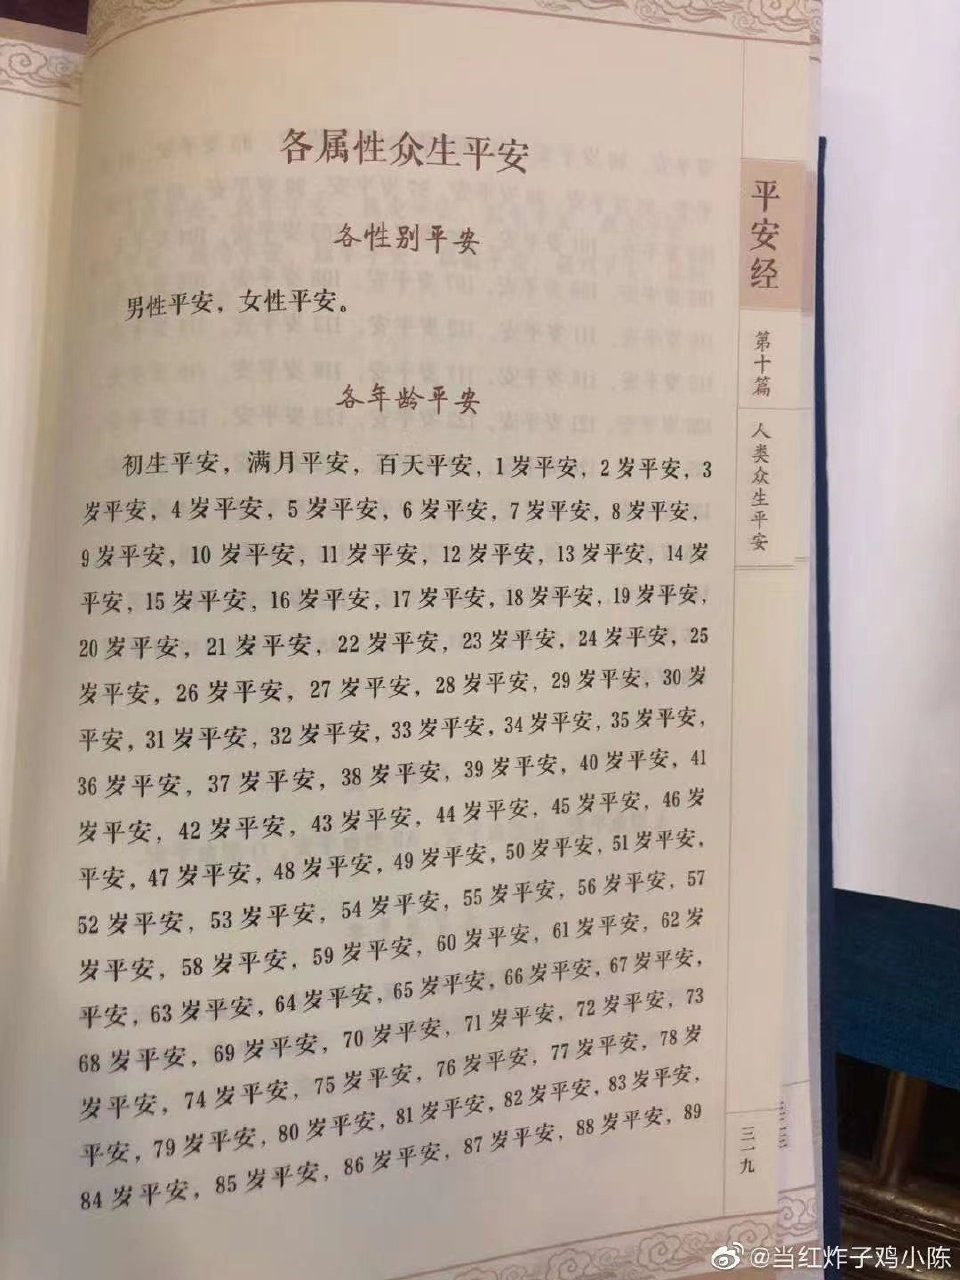 各属性众生平安
各性别平安
男性平安，女性平安。
各年龄平安
初生平安，满月平安，百天平安，1岁平安，2岁平安，3
岁平安，4岁平安，5岁平安，6岁平安，7岁平安，8岁平安，
9岁平安，10岁平安，11岁平安，12岁平安，13岁平安，14岁
平安，15岁平安，16岁平安，17岁平安，18岁平安，19岁平安，
20岁平安，21岁平安，22岁平安，23岁平安，24岁平安，25
岁平安，26岁平安，27岁平安，28岁平安，29岁平安，30岁
平安，31岁平安，32岁平安，33岁平安，34岁平安，35岁平安，
36岁平安，37岁平安，38岁平安，39岁平安，40岁平安，41
岁平安，42岁平安，43岁平安，44岁平安，45岁平安，46岁
平安，47岁平安，48岁平安，49岁平安，50岁平安，51岁平安，
52岁平安，53岁平安，54岁平安，55岁平安，56岁平安，57
岁平安，58岁平安，59岁平安，60岁平安，61岁平安，62岁
平安，63岁平安，64岁平安，65岁平安，66岁平安，67岁平安，
68岁平安，69岁平安，70岁平安，71岁平安，72岁平安，73
岁平安，74岁平安，75岁平安，76岁平安，77岁平安，78岁
平安，79岁平安，80岁平安，81岁平安，82岁平安，83岁平安，
84岁平安，85岁平安，86岁平安，87岁平安，88岁平安，89
平安经
第十篇
人类众生平安
三一九
@当红炸子鸡小陈